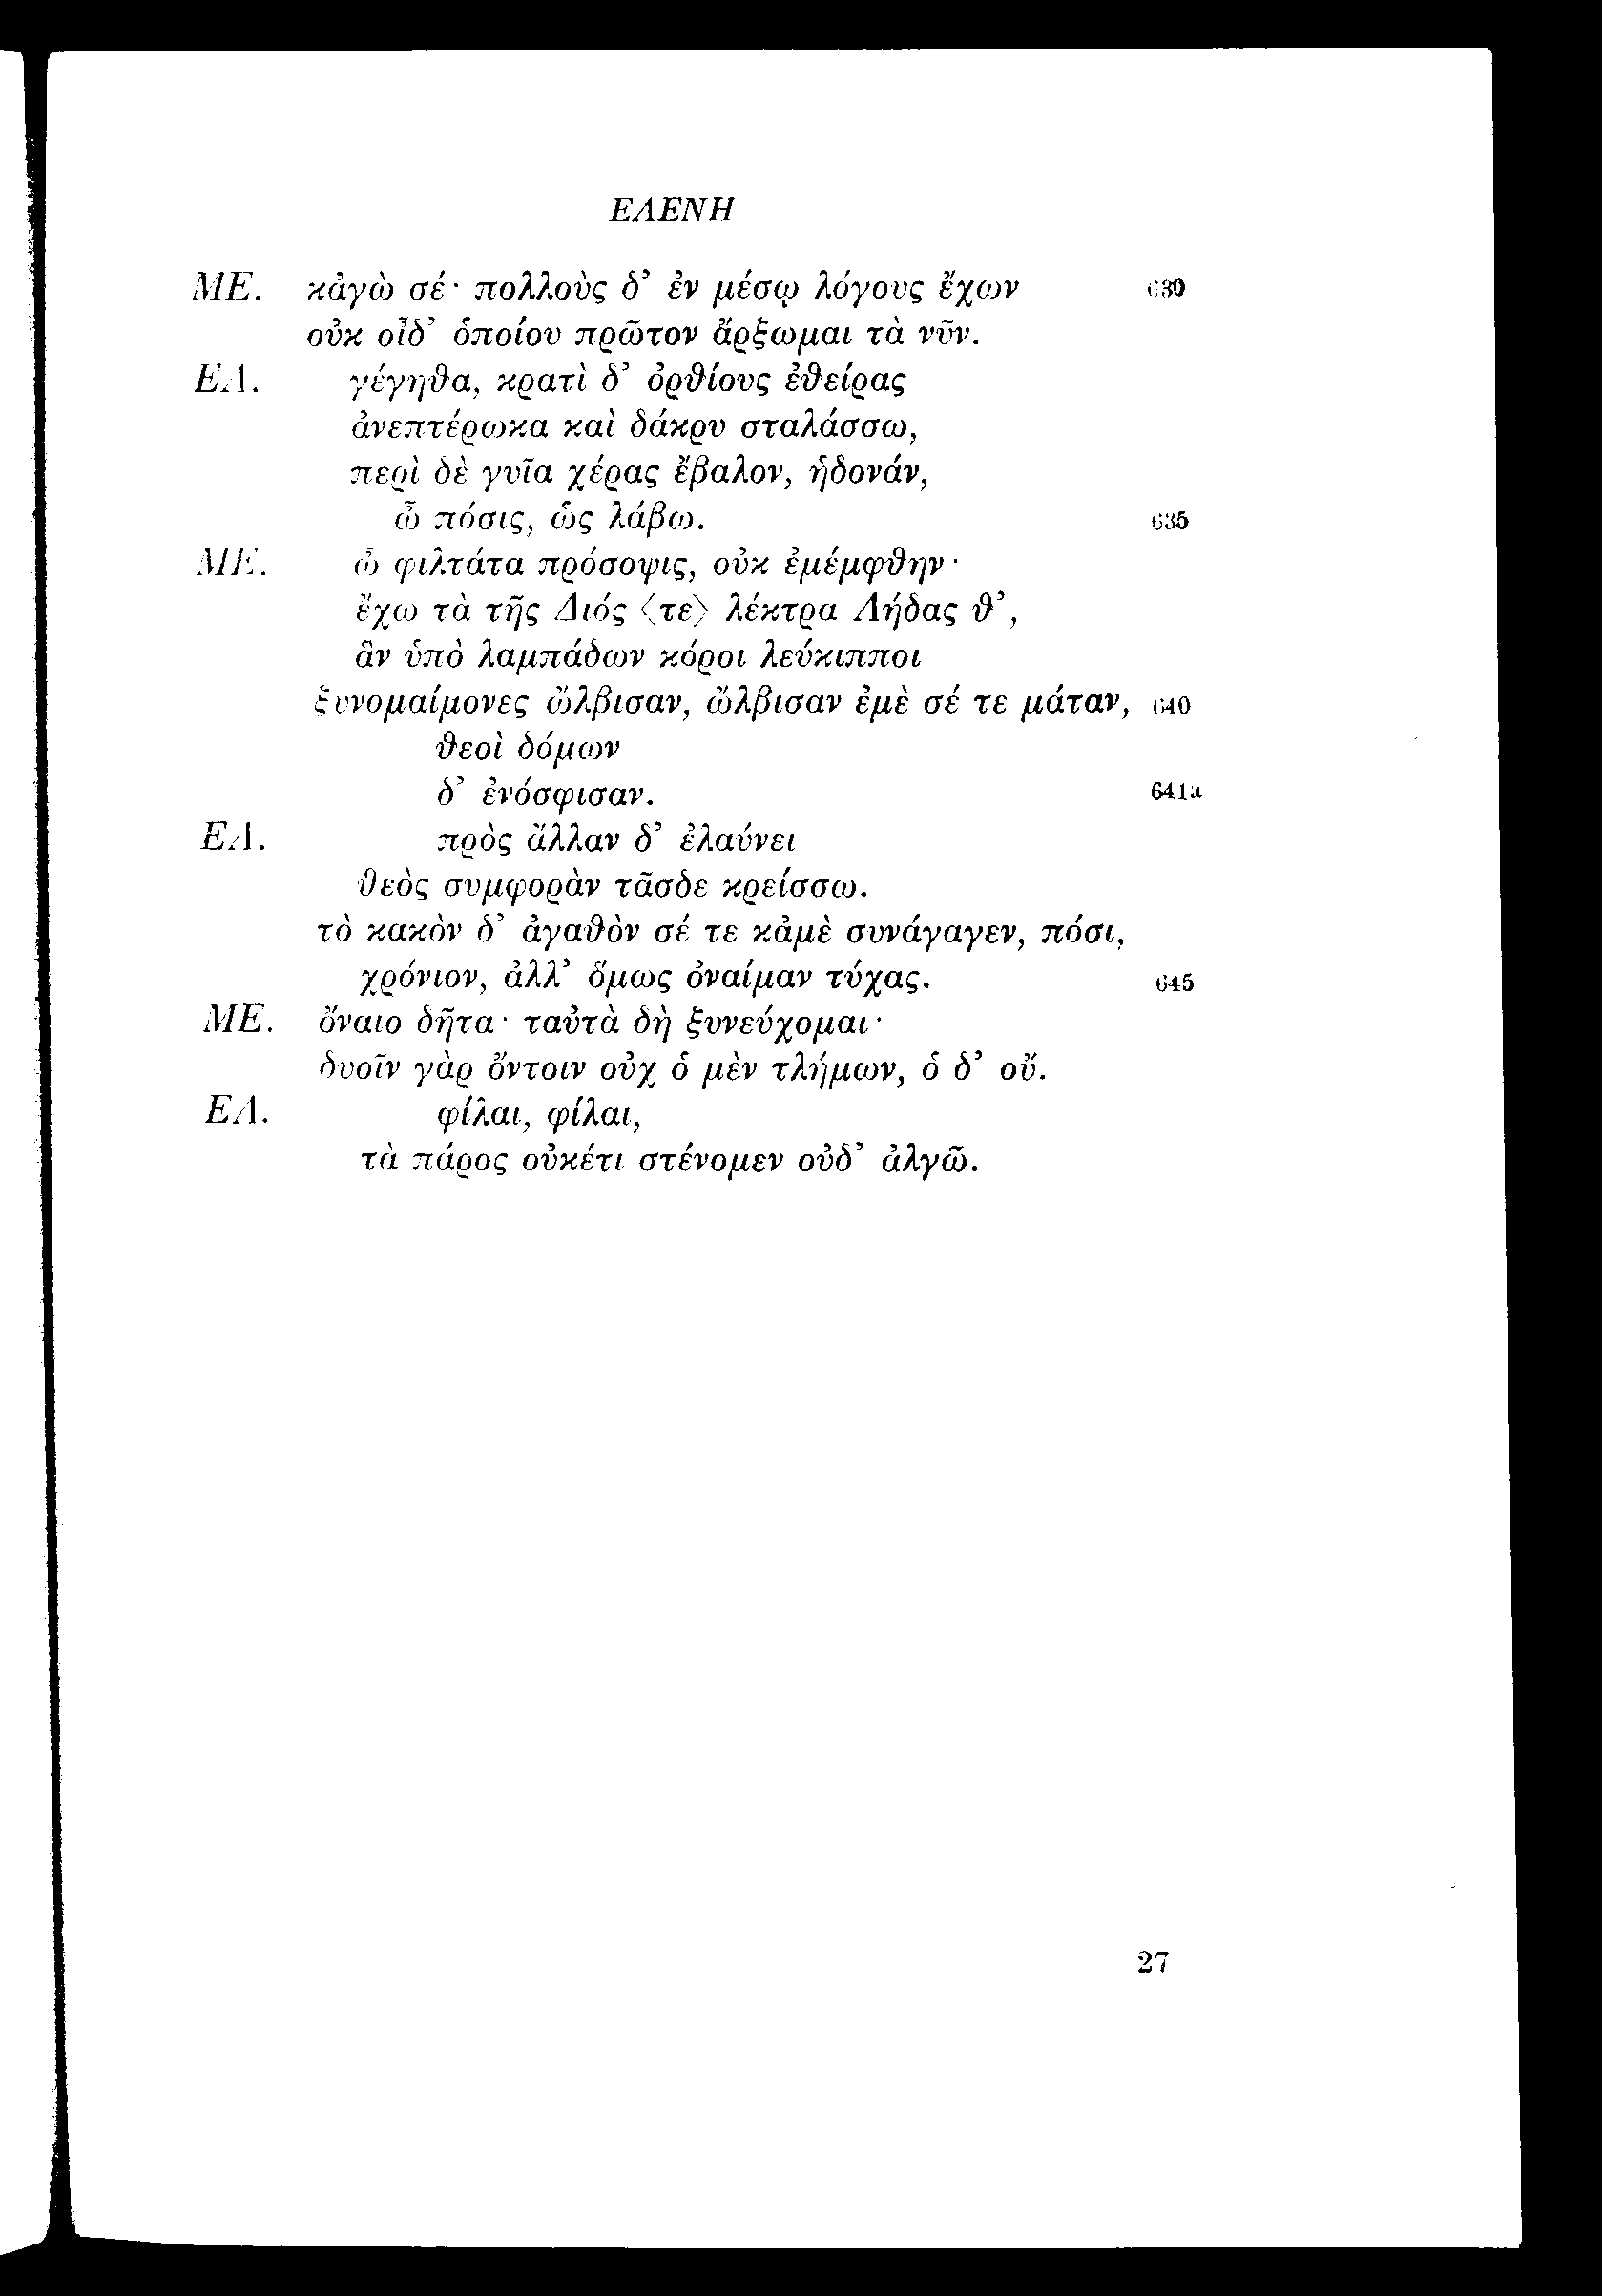 ΕΛΕΝΗ
ΜΕ. κἀγὼ σέ· πολλοὺς δ’ ἐν μέσῳ λόγους ἔχων 630
οὐκ οἶδ’ ὁποίου πρῶτον ἄρξωμαι τὰ νῦν.
ΕΛ. γέγηθα, κρατὶ δ’ ὀρθίους ἐθείρας
ἀνεπτέρωκα καὶ δάκρυ σταλάσσω,
περὶ δὲ γυῖα χέρας ἔβαλον, ἡδονάν,
ὦ πόσις, ὡς λάβω. 635
ΜΕ. ὦ φιλτάτα πρόσοψις, οὐκ ἐμέμφθην·
ἔχω τὰ τῆς Διός ⟨τε⟩ λέκτρα Λήδας θ’,
ἃν ὑπὸ λαμπάδων κόροι λεύκιπποι
ξυνομαίμονες ὤλβισαν, ὤλβισαν ἐμὲ σέ τε μάταν, 640
θεοὶ δόμων
δ’ ἐνόσφισαν. 641a
ΕΛ. πρὸς ἄλλαν δ’ ἐλαύνει
θεὸς συμφορὰν τᾶσδε κρείσσω.
τὸ κακὸν δ’ ἀγαθὸν σέ τε κἀμὲ συνάγαγεν, πόσι,
χρόνιον, ἀλλ’ ὅμως ὀναίμαν τύχας. 645
ΜΕ. ὄναιο δῆτα· ταὐτὰ δὴ ξυνεύχομαι·
δυοῖν γὰρ ὄντοιν οὐχ ὁ μὲν τλήμων, ὁ δ’ οὔ.
ΕΛ. φίλαι, φίλαι,
τὰ πάρος οὐκέτι στένομεν οὐδ’ ἀλγῶ.
27